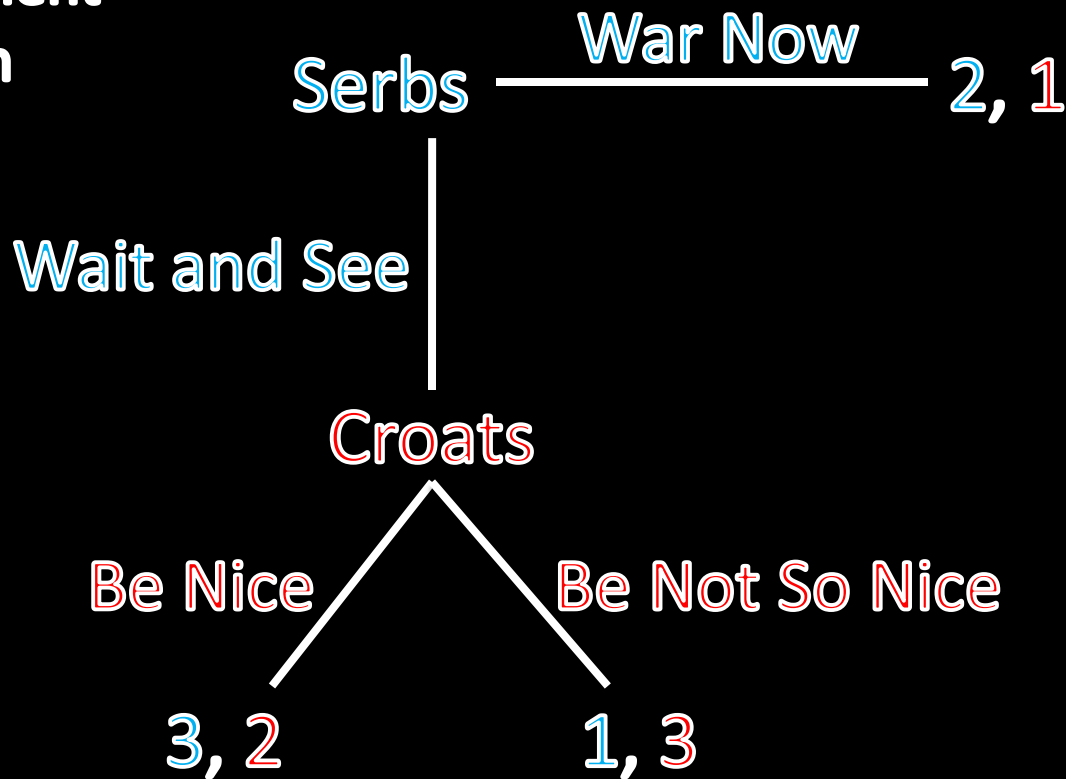 War Now
Serbs
2, 1
Wait and See
Croats
Be Nice
Be Not So Nice
3, 2
1, 3